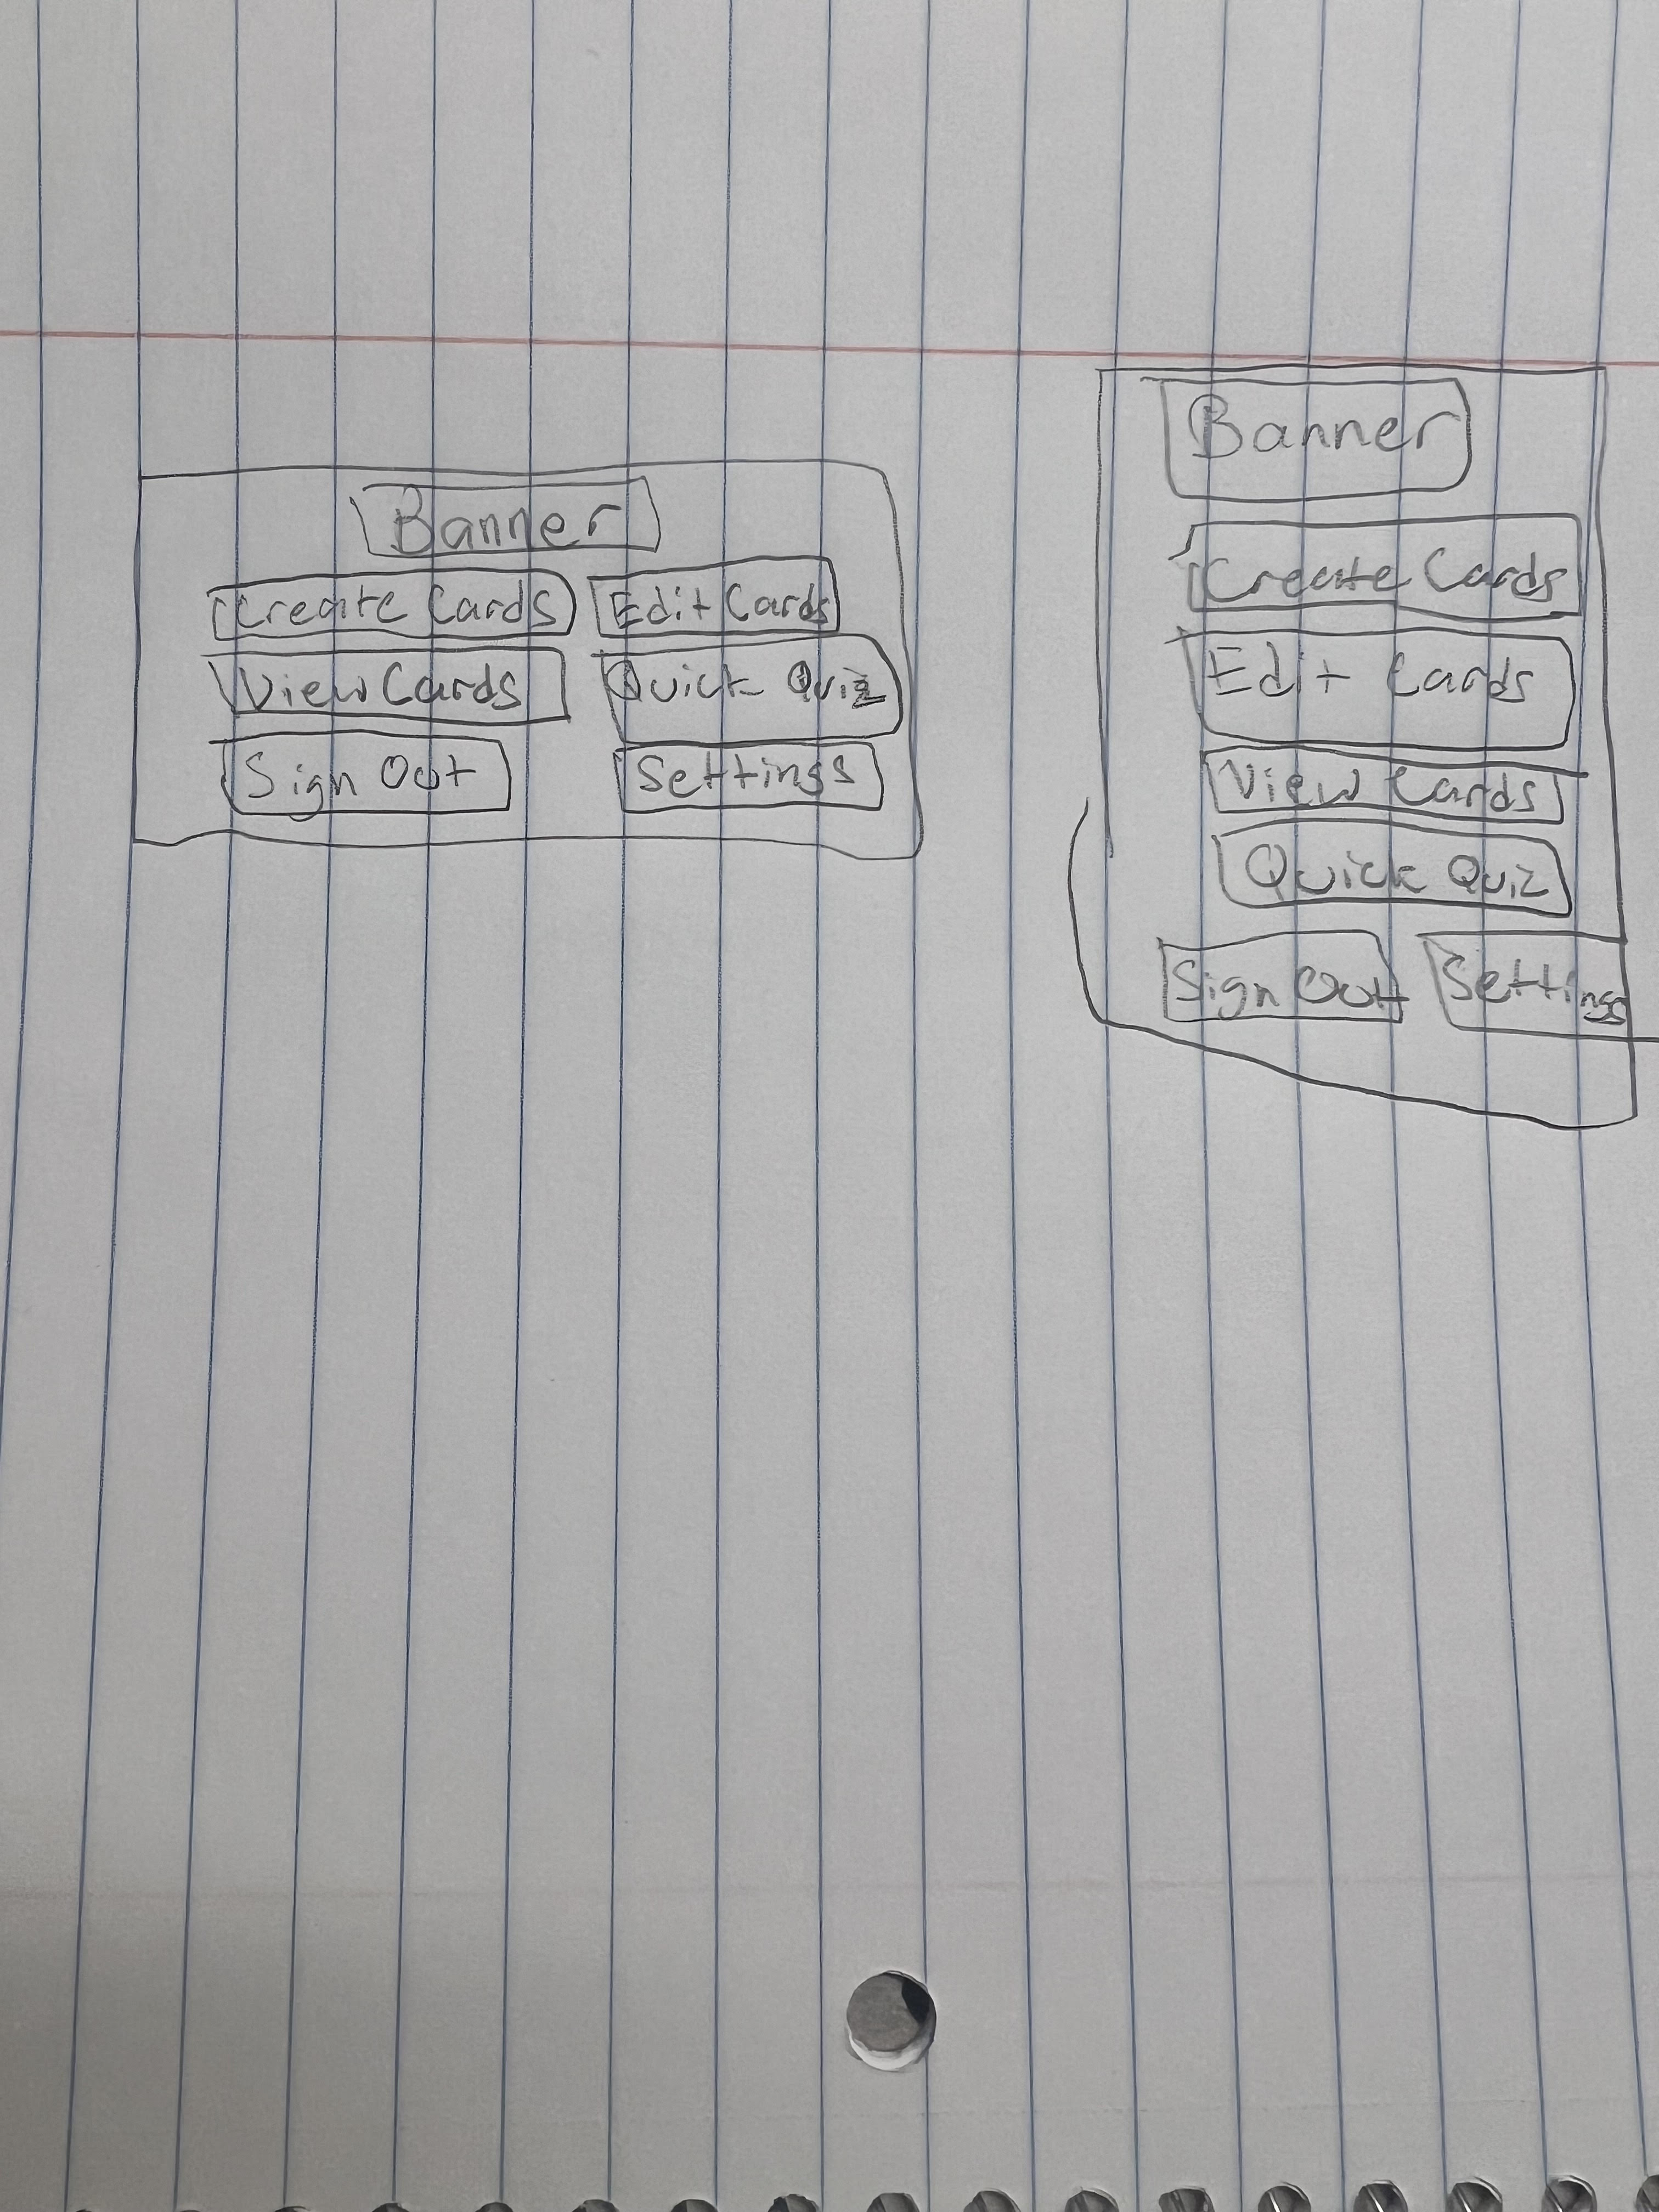 Banner
Create Cards Edit Cards
View Cards Quick Quiz
Sign Out Settings
Banner
Create Cards
Edit Cards
View Cards
Quick Quiz
Sign Out Settings